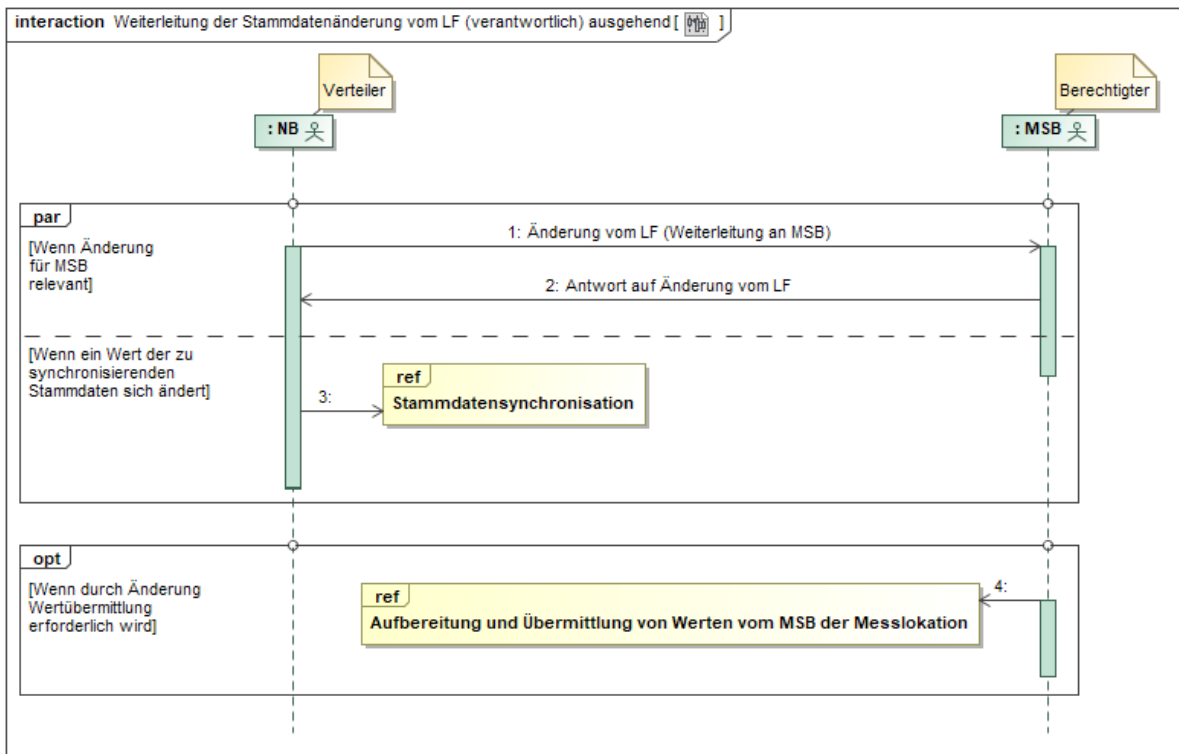 interaction Weiterleitung der Stammdatenänderung vom LF (verantwortlich) ausgehend [ ]
Verteiler
Berechtigter
: NB
: MSB
par
[Wenn Änderung
für MSB
relevant]
1: Änderung vom LF (Weiterleitung an MSB)
2: Antwort auf Änderung vom LF
[Wenn ein Wert der zu
synchronisierenden
Stammdaten sich ändert]
3:
ref
Stammdatensynchronisation
opt
[Wenn durch Änderung
Wertübermittlung
erforderlich wird]
4:
ref
Aufbereitung und Übermittlung von Werten vom MSB der Messlokation